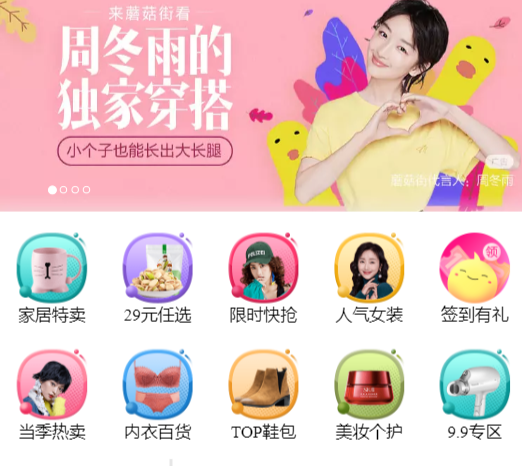 来蘑菇街看
周冬雨的
独家穿搭
小个子也能长出大长腿
广告
蘑菇街代言人：周冬雨
领
家居特卖
29元任选
限时快抢
人气女装
签到有礼
POLIZEI
当季热卖
内衣百货
TOP鞋包
美妆个护
9.9专区